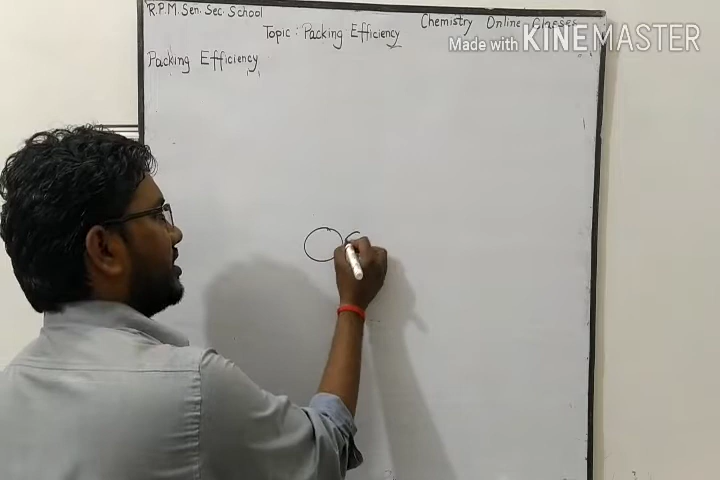 R.P.M. Sen. Sec. School
Chemistry Online Classes
Topic : Packing Efficiency
Made with KINEMASTER
Packing Efficiency